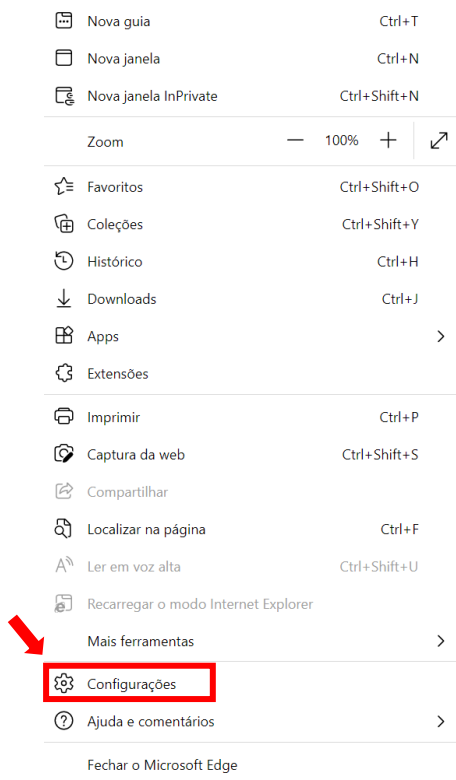 Nova guia Ctrl+T
Nova janela Ctrl+N
Nova janela InPrivate Ctrl+Shift+N
Zoom — 100% +
Favoritos Ctrl+Shift+O
Coleções Ctrl+Shift+Y
Histórico Ctrl+H
Downloads Ctrl+J
Apps
Extensões
Imprimir Ctrl+P
Captura da web Ctrl+Shift+S
Compartilhar
Localizar na página Ctrl+F
Ler em voz alta Ctrl+Shift+U
Recarregar o modo Internet Explorer
Mais ferramentas
Configurações
Ajuda e comentários
Fechar o Microsoft Edge